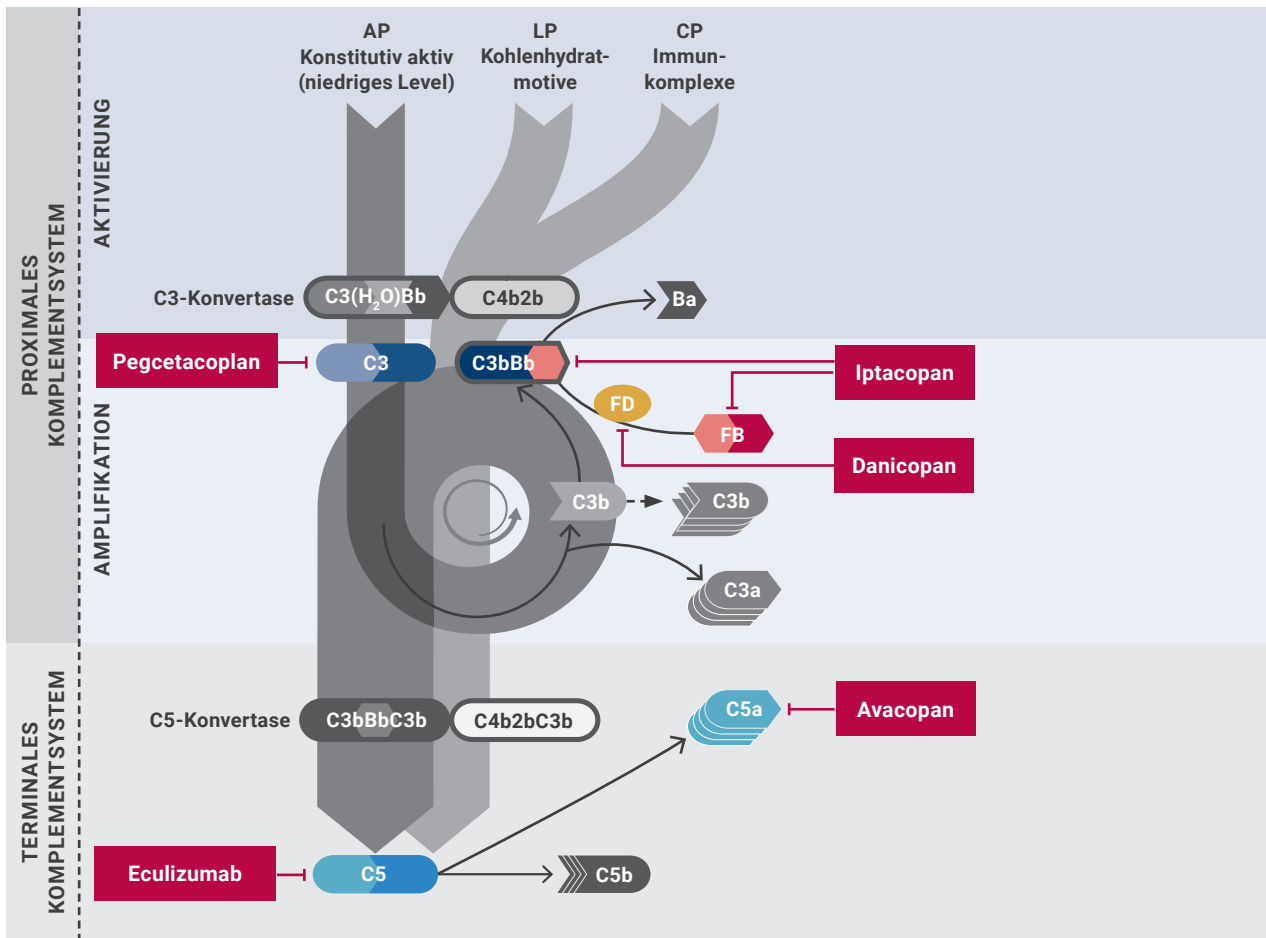 AP
Konstitutiv aktiv
(niedriges Level)
LP
Kohlenhydrat-
motive
CP
Immun-
komplexe
PROXIMALES
KOMPLEMENTSYSTEM
AKTIVIERUNG
C3-Konvertase
C3(H₂O)Bb
C4b2b
Ba
Pegcetacoplan
C3
C3bBb
Iptacopan
FD
FB
Danicopan
AMPLIFIKATION
C3b
C3b
C3a
TERMINALES
KOMPLEMENTSYSTEM
C5-Konvertase
C3bBbC3b
C4b2bC3b
C5a
Avacopan
Eculizumab
C5
C5b